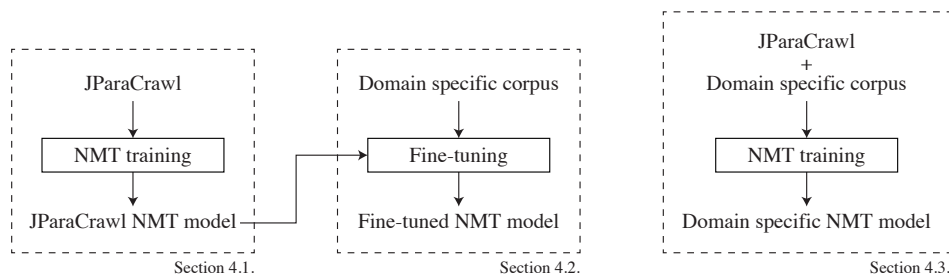 JParaCrawl
NMT training
JParaCrawl NMT model
Section 4.1.
Domain specific corpus
Fine-tuning
Fine-tuned NMT model
Section 4.2.
JParaCrawl
+
Domain specific corpus
NMT training
Domain specific NMT model
Section 4.3.